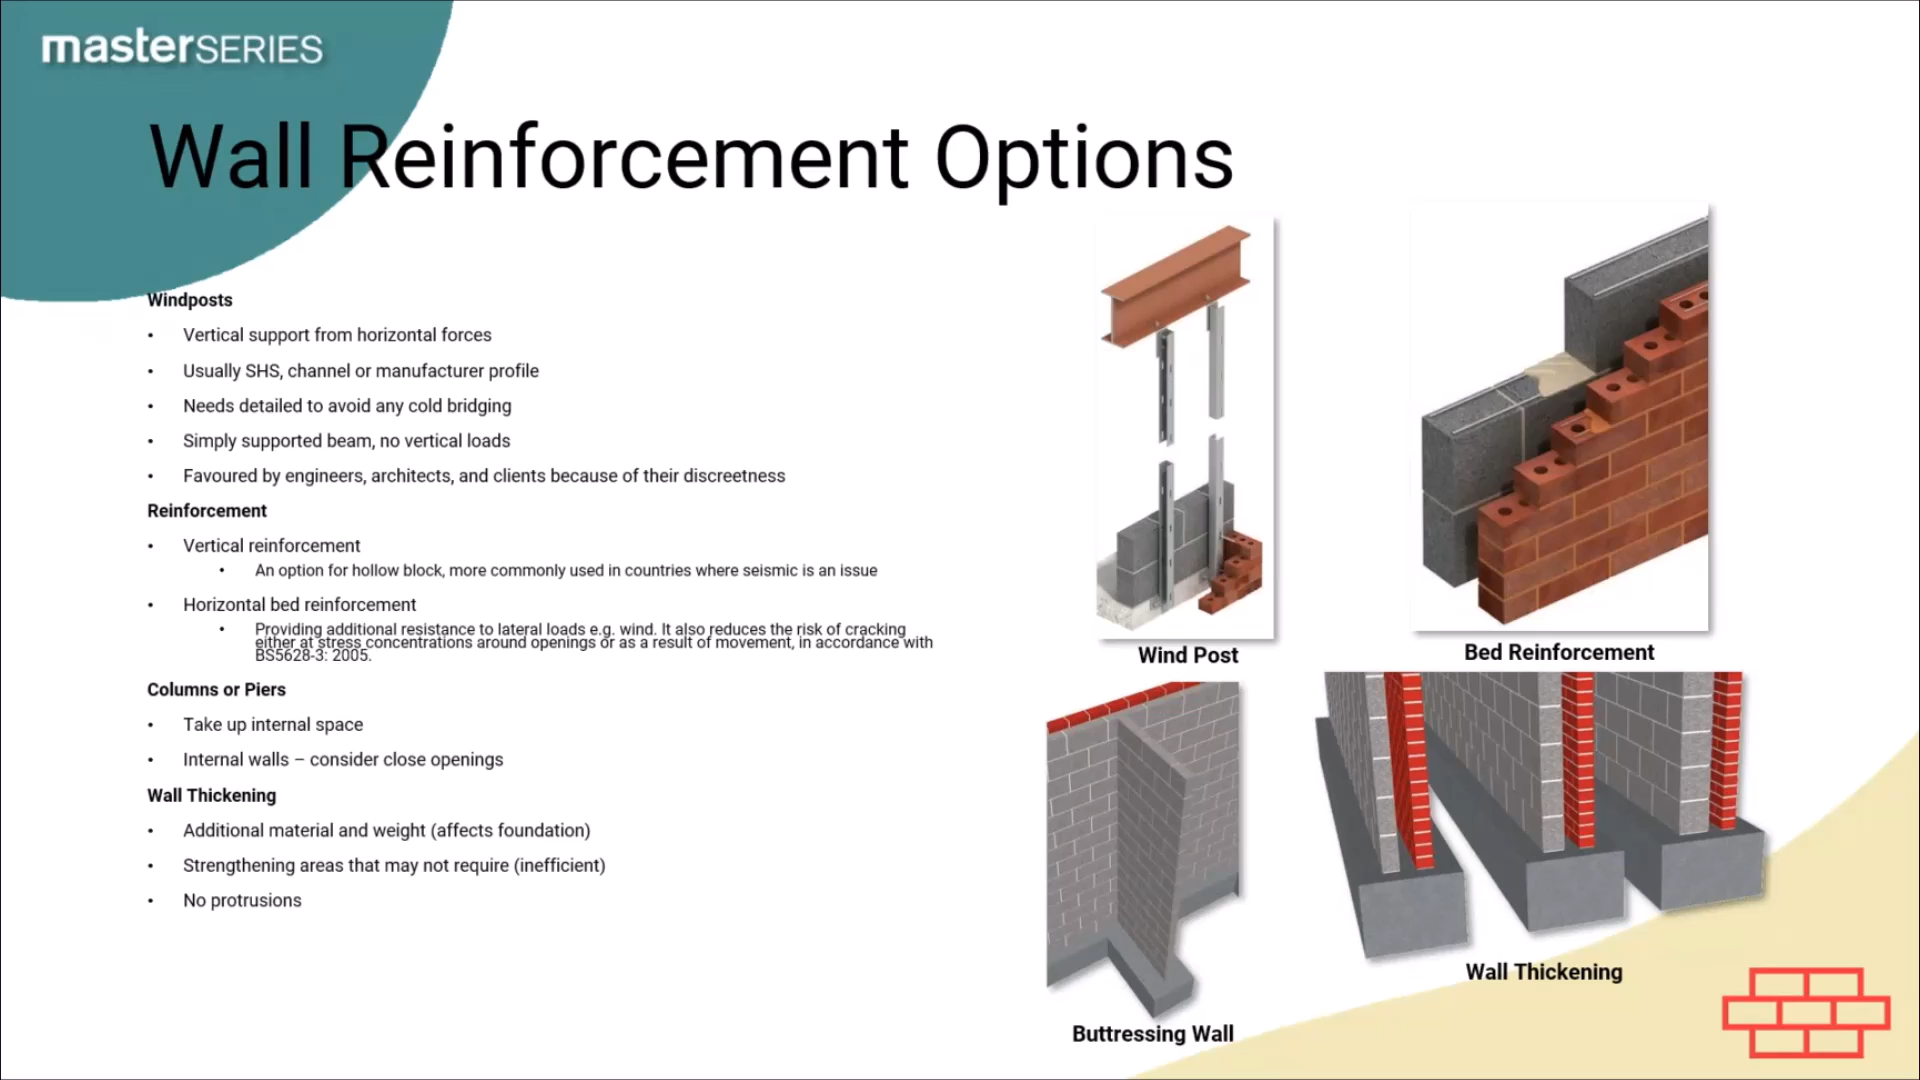 masterSERIES
Wall Reinforcement Options
Windposts
• Vertical support from horizontal forces
• Usually SHS, channel or manufacturer profile
• Needs detailed to avoid any cold bridging
• Simply supported beam, no vertical loads
• Favoured by engineers, architects, and clients because of their discreetness
Reinforcement
• Vertical reinforcement
• An option for hollow block, more commonly used in countries where seismic is an issue
• Horizontal bed reinforcement
• Providing additional resistance to lateral loads e.g. wind. It also reduces the risk of cracking
either at stress concentrations around openings or as a result of movement, in accordance with
BS5628-3: 2005.
Columns or Piers
• Take up internal space
• Internal walls – consider close openings
Wall Thickening
• Additional material and weight (affects foundation)
• Strengthening areas that may not require (inefficient)
• No protrusions
Wind Post
Bed Reinforcement
Buttressing Wall
Wall Thickening